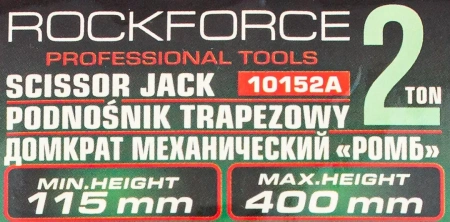 ROCKFORCE
PROFESSIONAL TOOLS
SCISSOR JACK 10152A
2 TON
PODNOŚNIK TRAPEZOWY
ДОМКРАТ МЕХАНИЧЕСКИЙ «РОМБ»
MIN.HEIGHT
115 mm
MAX.HEIGHT
400 mm